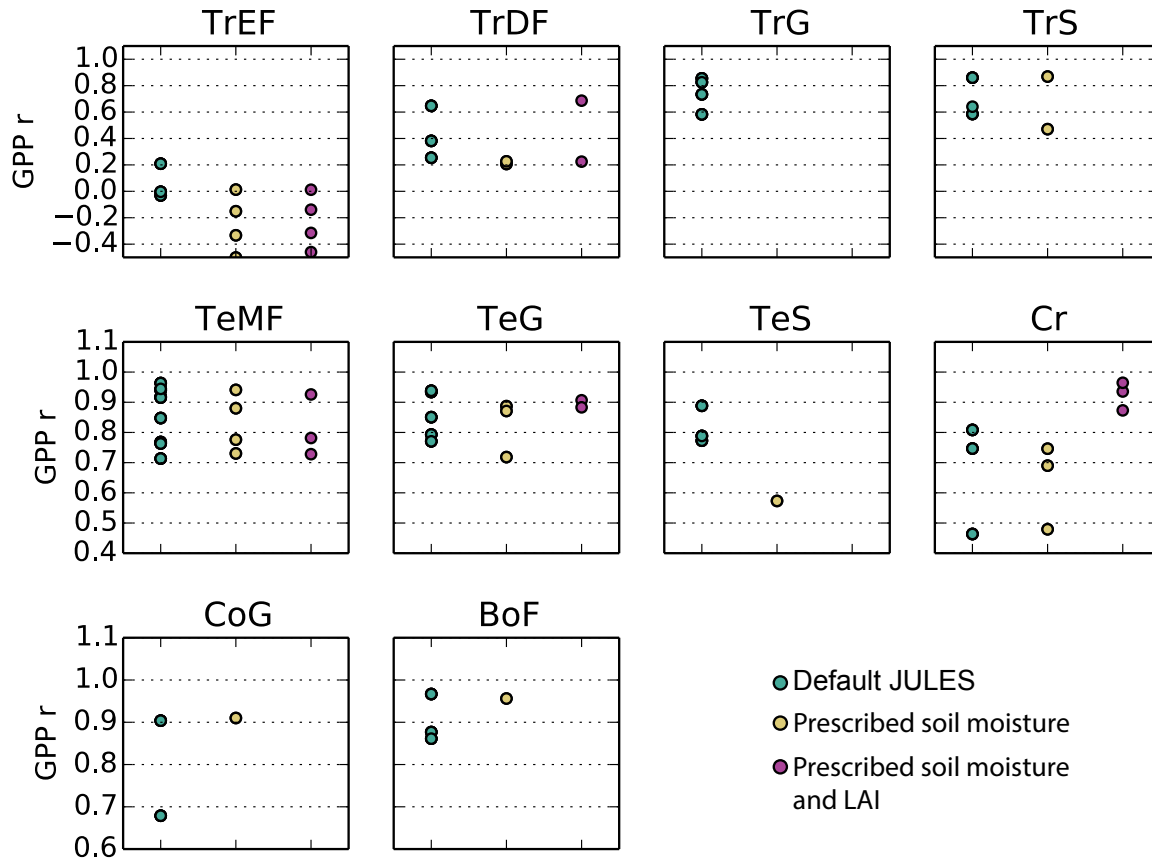 TrEF TrDF TrG TrS
1.0
0.8
0.6
0.4
0.2
0.0
−0.2
−0.4
GPP r
TeMF TeG TeS Cr
1.1
1.0
0.9
0.8
0.7
0.6
0.5
0.4
GPP r
CoG BoF
1.1
1.0
0.9
0.8
0.7
0.6
GPP r
Default JULES
Prescribed soil moisture
Prescribed soil moisture
and LAI